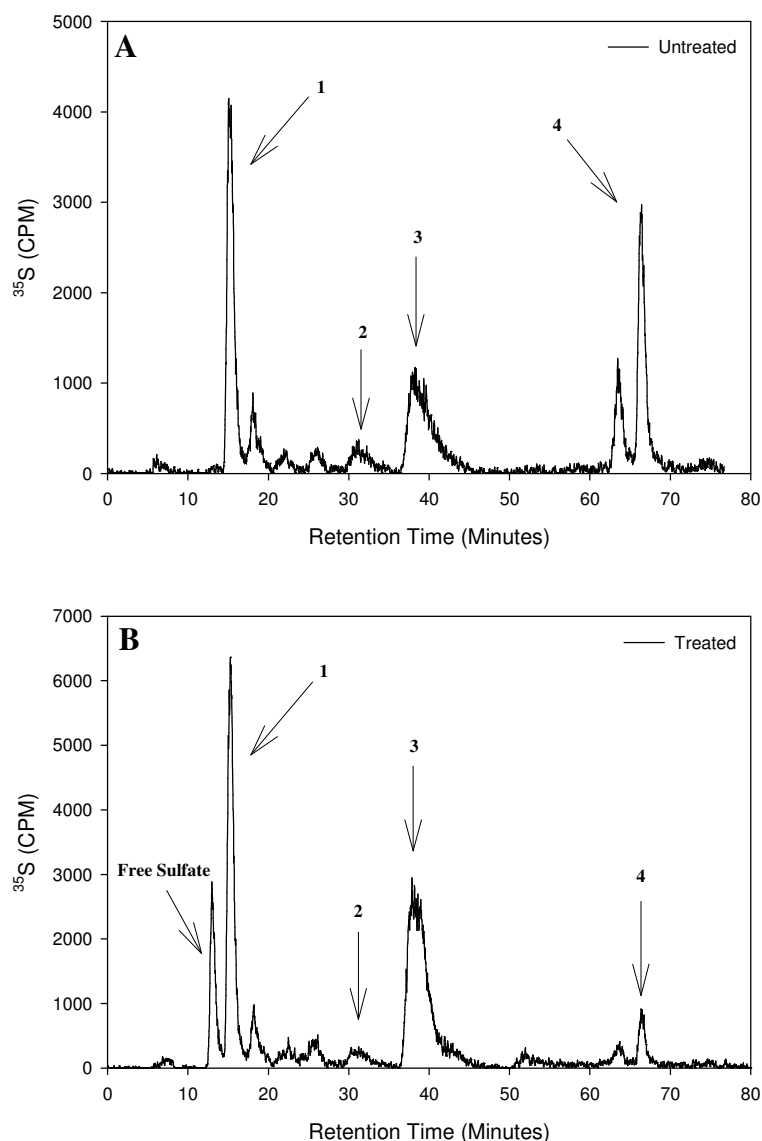 A
Untreated
5000
4000
3000
2000
1000
0
³⁵S (CPM)
1
2
3
4
0 10 20 30 40 50 60 70 80
Retention Time (Minutes)
B
Treated
7000
6000
5000
4000
3000
2000
1000
0
³⁵S (CPM)
Free Sulfate
1
2
3
4
0 10 20 30 40 50 60 70 80
Retention Time (Minutes)